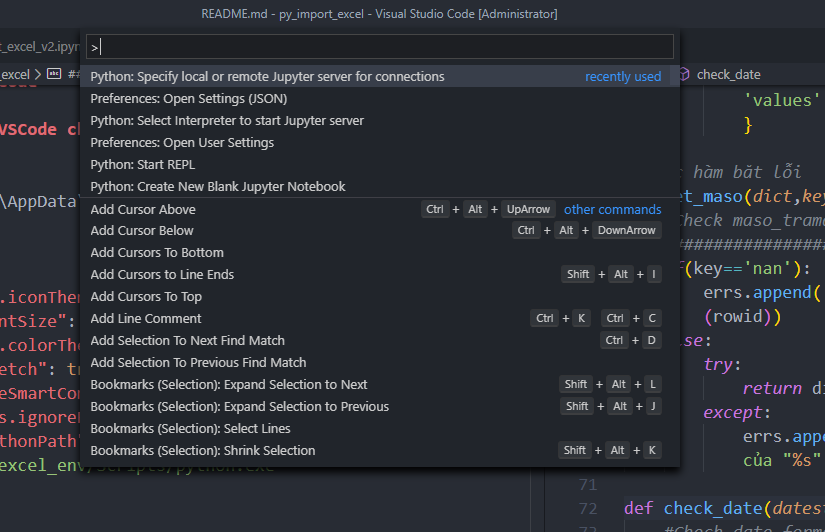 README.md - py_import_excel - Visual Studio Code [Administrator]
t_excel_v2.ipyn
_excel > ##
check_date
>
Python: Specify local or remote Jupyter server for connections recently used
Preferences: Open Settings (JSON)
Python: Select Interpreter to start Jupyter server
Preferences: Open User Settings
Python: Start REPL
Python: Create New Blank Jupyter Notebook
Add Cursor Above Ctrl + Alt + UpArrow other commands
Add Cursor Below Ctrl + Alt + DownArrow
Add Cursors To Bottom
Add Cursors to Line Ends Shift + Alt + I
Add Cursors To Top
Add Line Comment Ctrl + K Ctrl + C
Add Selection To Next Find Match Ctrl + D
Add Selection To Previous Find Match
Bookmarks (Selection): Expand Selection to Next Shift + Alt + L
Bookmarks (Selection): Expand Selection to Previous Shift + Alt + J
Bookmarks (Selection): Select Lines
Bookmarks (Selection): Shrink Selection Shift + Alt + K
VSCode ch
\AppData\
.iconThem
ntSize":
.colorThe
etch": tr
eSmartCom
s.ignoreL
thonPath"
excel_env/Scripts/python.exe
'values'
}
hàm bắt lỗi
et_maso(dict,key
Check maso_trama
################
f(key=='nan'):
errs.append(
(rowid))
lse:
try:
return di
except:
errs.appe
của "%s"
71
72 def check_date(datest
73 #Check date forma